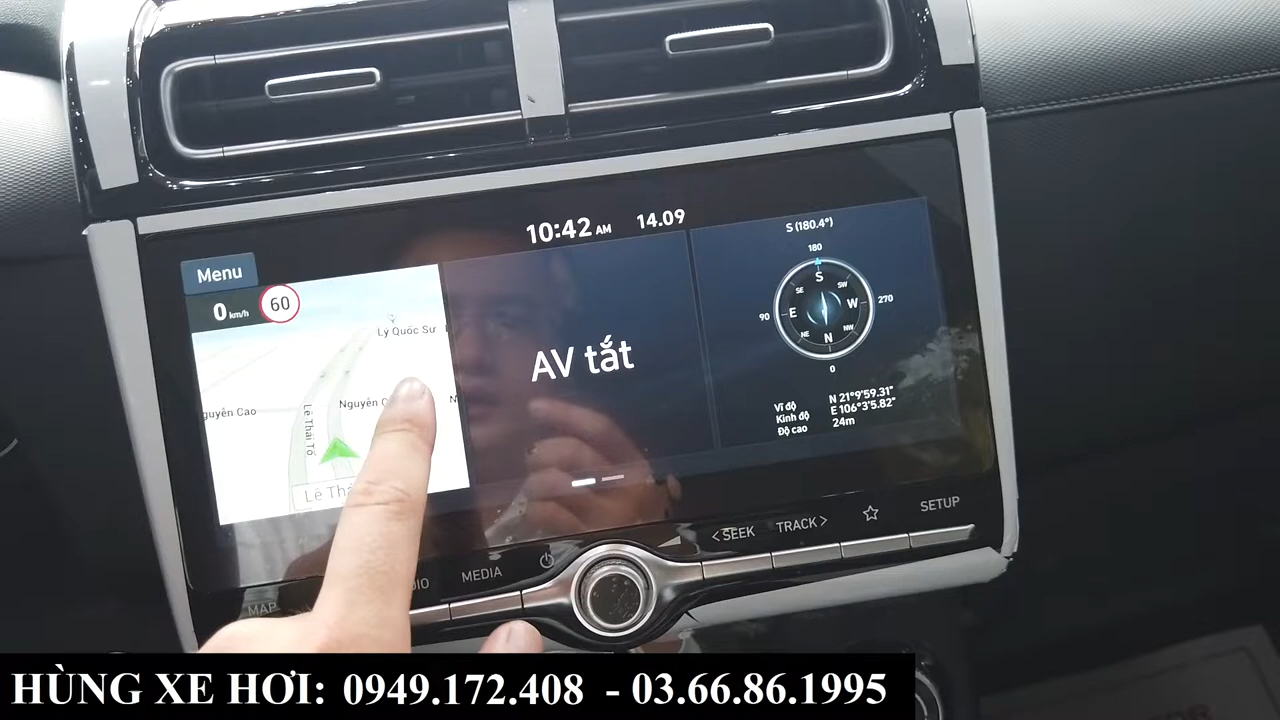 10:42 AM 14.09
Menu
0 km/h 60
Lý Quốc Sư
Nguyễn
Lê Thái Tổ
Lê
AV tắt
S (180.4°)
180
S
SE SW
90 E W 270
NE NW
N
0
Vĩ độ N 21°9'59.31"
Kinh độ E 106°3'5.82"
Độ cao 24m
MAP
MEDIA
< SEEK
TRACK >
SETUP
HÙNG XE HƠI: 0949.172.408 - 03.66.86.1995